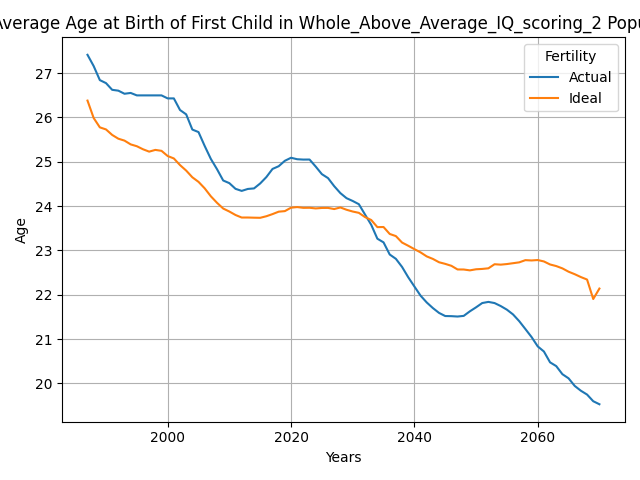 Average Age at Birth of First Child in Whole_Above_Average_IQ_scoring_2
Fertility
Actual
Ideal
27
26
25
24
23
22
21
20
Age
2000 2020 2040 2060
Years